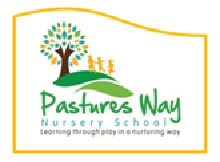 Pastures Way
Nursery School
Learning through play in a nurturing way